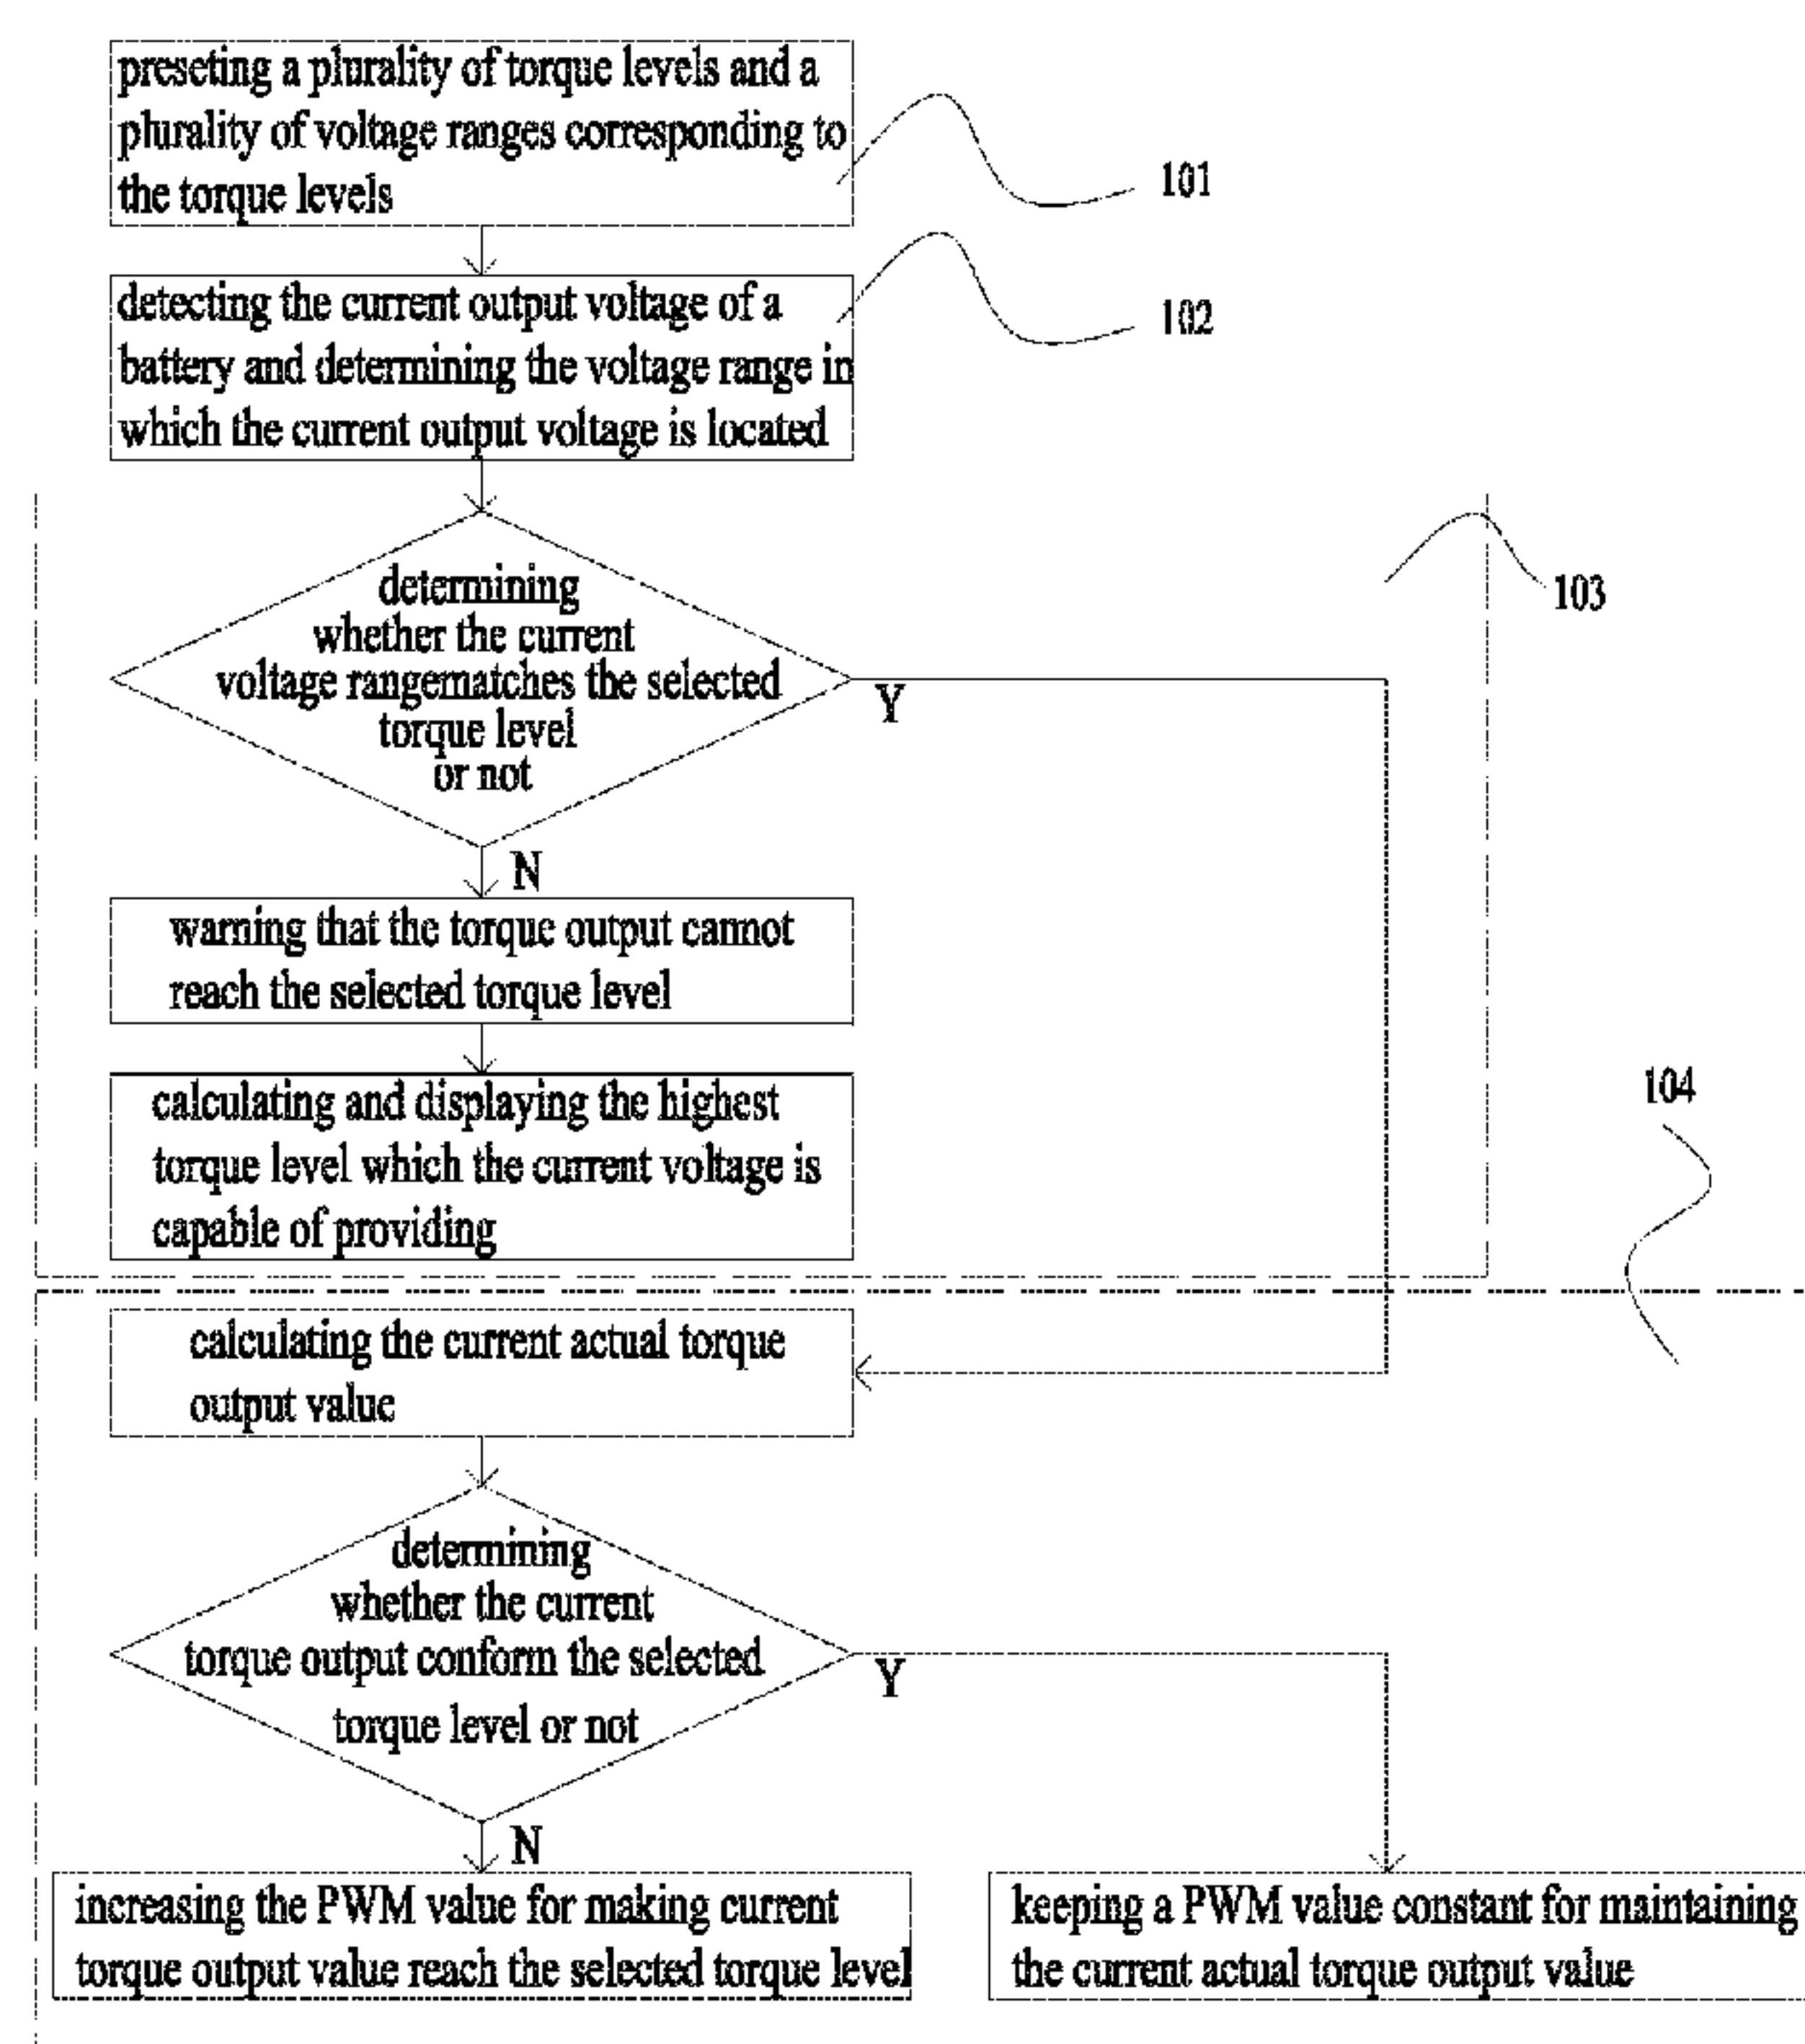 preseting a plurality of torque levels and a
plurality of voltage ranges corresponding to
the torque levels
101
detecting the current output voltage of a
battery and determining the voltage range in
which the current output voltage is located
102
determining
whether the current
voltage rangematches the selected
torque level
or not
103
Y
N
warning that the torque output cannot
reach the selected torque level
calculating and displaying the highest
torque level which the current voltage is
capable of providing
104
calculating the current actual torque
output value
determining
whether the current
torque output conform the selected
torque level or not
Y
N
increasing the PWM value for making current
torque output value reach the selected torque level
keeping a PWM value constant for maintaining
the current actual torque output value